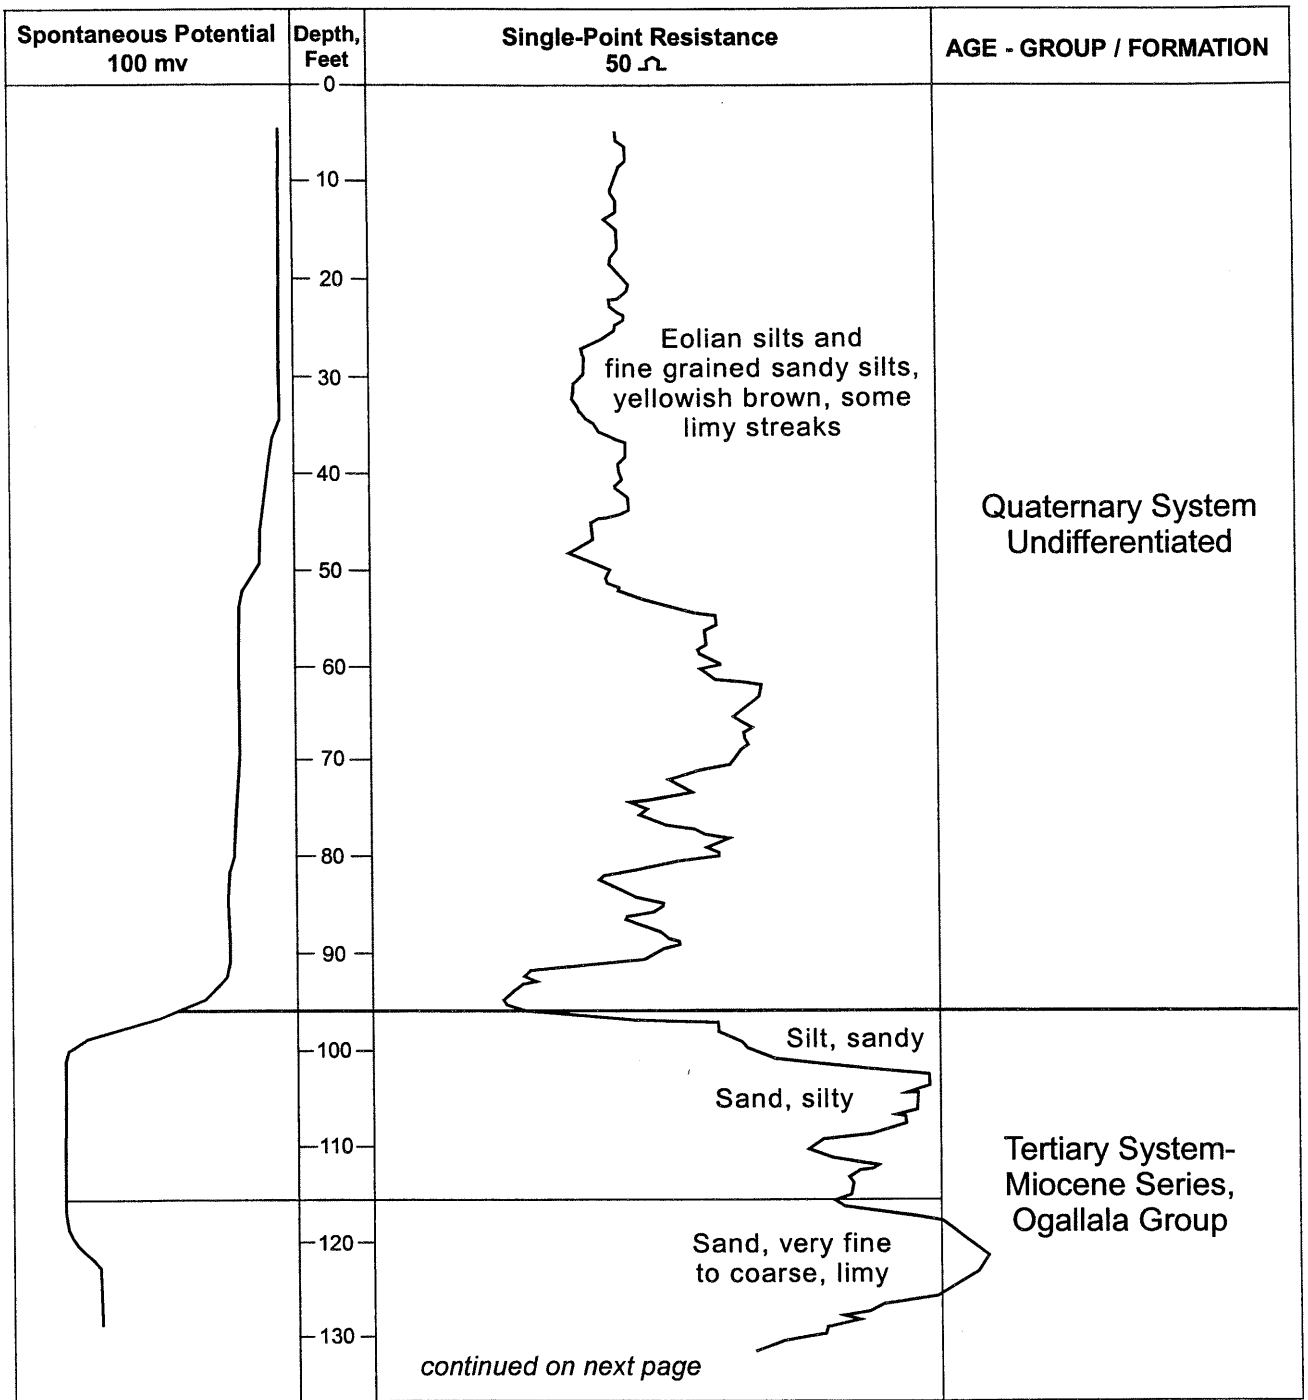 Spontaneous Potential
100 mv
Depth,
Feet
Single-Point Resistance
50 Ω
AGE - GROUP / FORMATION
0
10
20
30
40
50
60
70
80
90
100
110
120
130
Eolian silts and
fine grained sandy silts,
yellowish brown, some
limy streaks
Quaternary System
Undifferentiated
Silt, sandy
Sand, silty
Tertiary System-
Miocene Series,
Ogallala Group
Sand, very fine
to coarse, limy
continued on next page